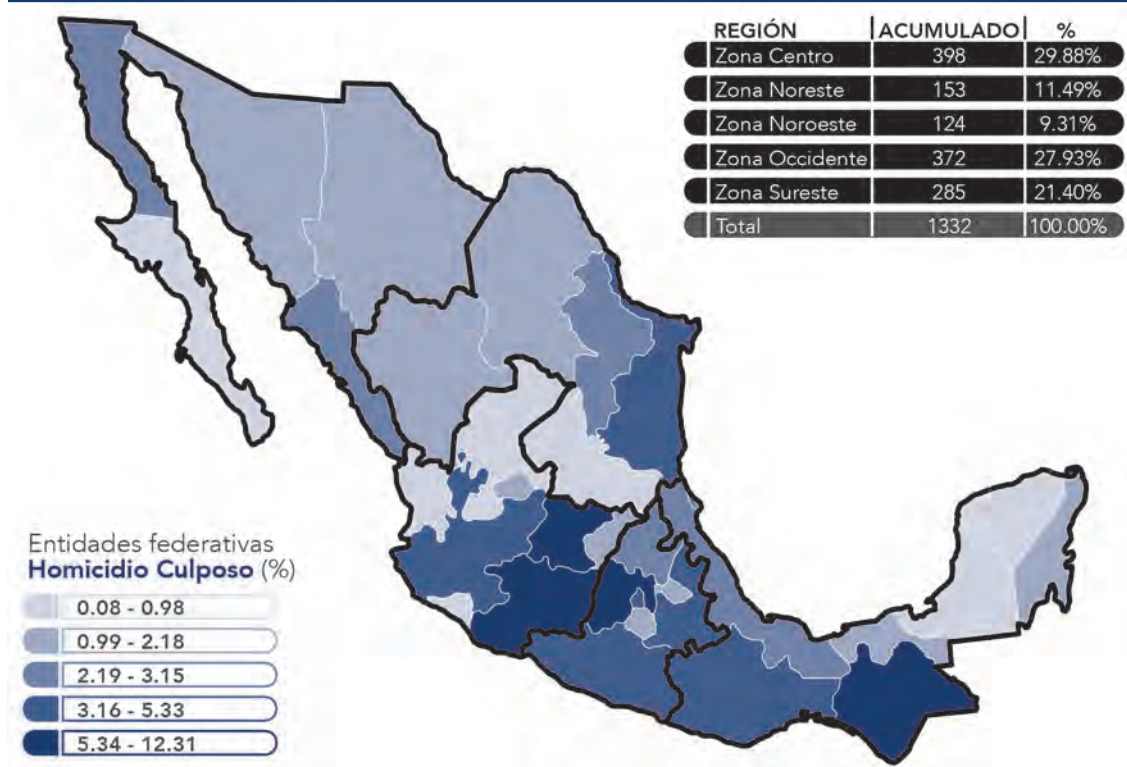 REGIÓN ACUMULADO %
Zona Centro 398 29.88%
Zona Noreste 153 11.49%
Zona Noroeste 124 9.31%
Zona Occidente 372 27.93%
Zona Sureste 285 21.40%
Total 1332 100.00%
Entidades federativas
Homicidio Culposo (%)
0.08 - 0.98
0.99 - 2.18
2.19 - 3.15
3.16 - 5.33
5.34 - 12.31